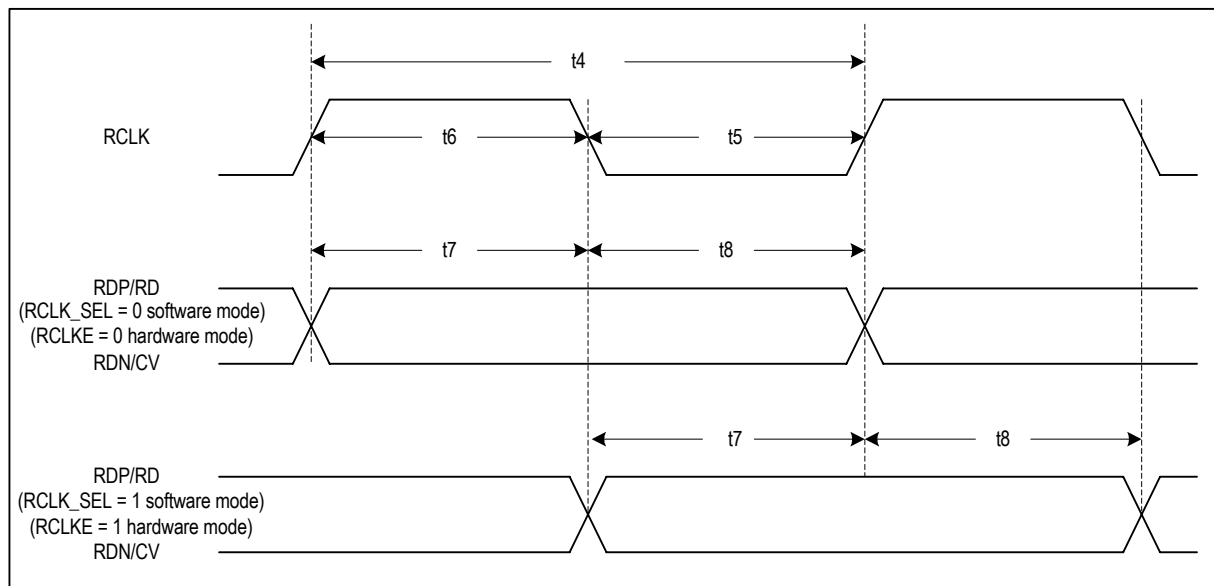 t4
RCLK
t6
t5
t7
t8
RDP/RD
(RCLK_SEL = 0 software mode)
(RCLKE = 0 hardware mode)
RDN/CV
t7
t8
RDP/RD
(RCLK_SEL = 1 software mode)
(RCLKE = 1 hardware mode)
RDN/CV